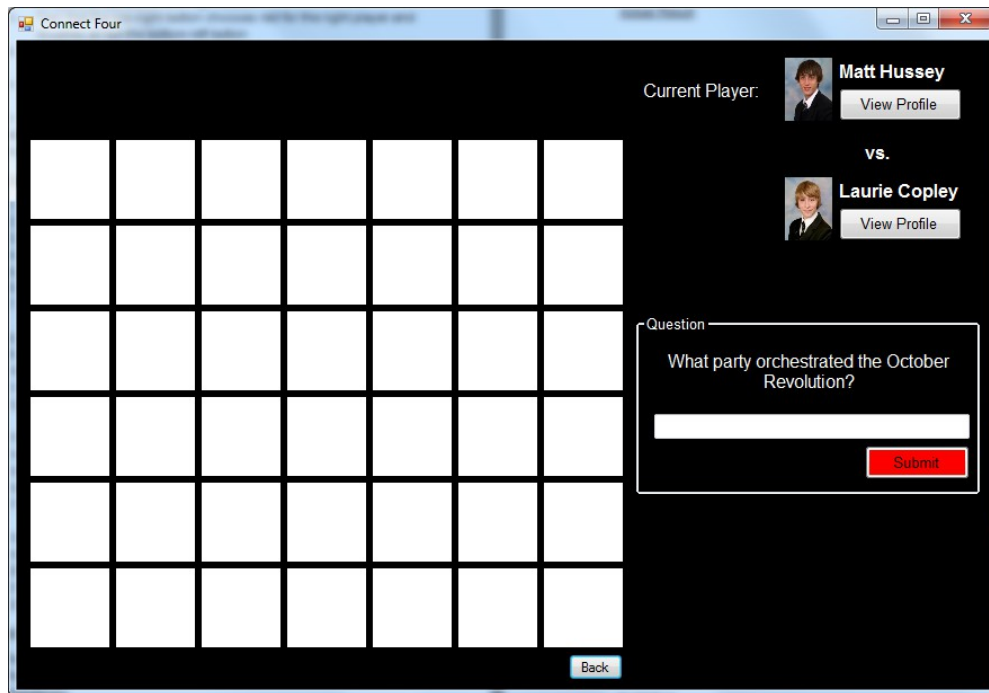 Connect Four
Current Player:
Matt Hussey
View Profile
vs.
Laurie Copley
View Profile
Question
What party orchestrated the October
Revolution?
Submit
Back